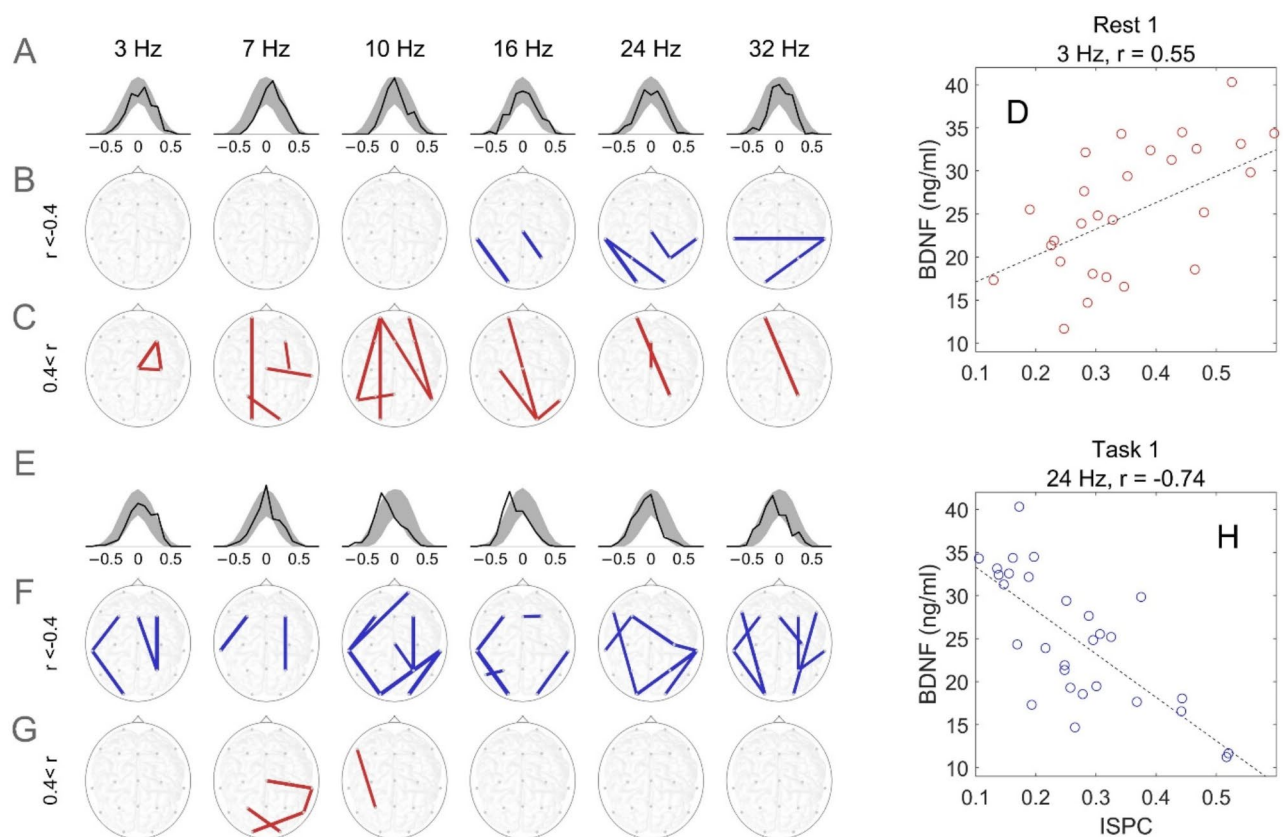 A
3 Hz 7 Hz 10 Hz 16 Hz 24 Hz 32 Hz
−0.5 0 0.5 −0.5 0 0.5 −0.5 0 0.5 −0.5 0 0.5 −0.5 0 0.5 −0.5 0 0.5
B
r <-0.4
C
0.4< r
E
−0.5 0 0.5 −0.5 0 0.5 −0.5 0 0.5 −0.5 0 0.5 −0.5 0 0.5 −0.5 0 0.5
F
r <-0.4
G
0.4< r
Rest 1
3 Hz, r = 0.55
D
BDNF (ng/ml)
40
35
30
25
20
15
10
0.1 0.2 0.3 0.4 0.5
Task 1
24 Hz, r = -0.74
H
BDNF (ng/ml)
40
35
30
25
20
15
10
0.1 0.2 0.3 0.4 0.5
ISPC